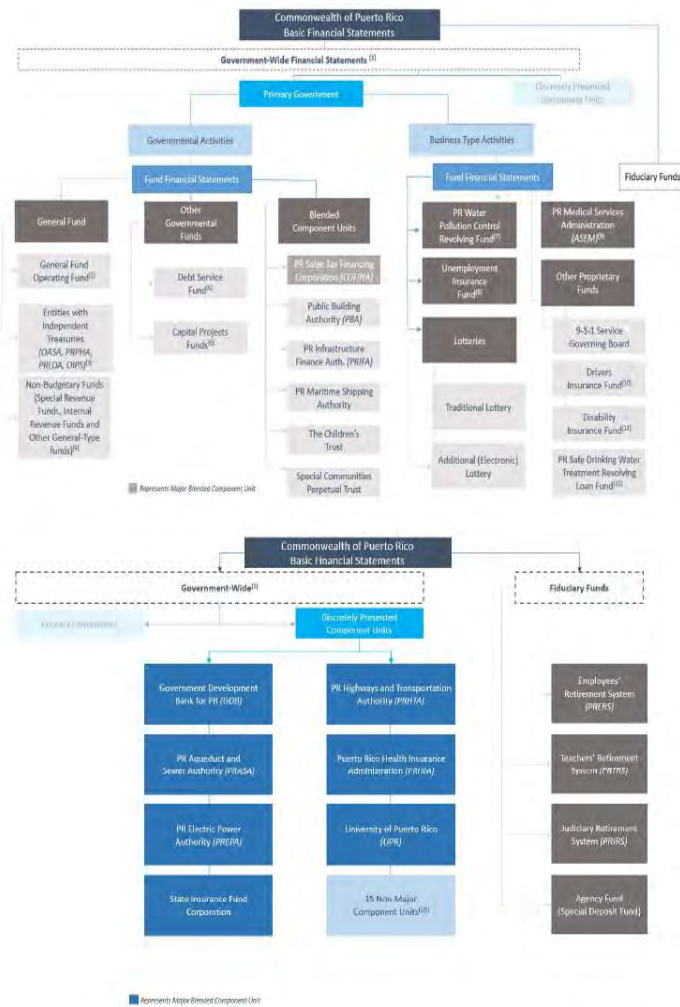 Commonwealth of Puerto Rico
Basic Financial Statements
Government-Wide Financial Statements (1)
Primary Government
Discretely Presented
Component Units
Governmental Activities
Business Type Activities
Fund Financial Statements
Fund Financial Statements
Fiduciary Funds
General Fund
Other
Governmental
Funds
Blended
Component Units
PR Water
Pollution Control
Revolving Fund(7)
PR Medical Services
Administration
(ASEM)(9)
General Fund
Operating Fund(2)
Debt Service
Fund(5)
PR Sales Tax Financing
Corporation (COFINA)
Unemployment
Insurance
Fund(8)
Other Proprietary
Funds
Entities with
Independent
Treasuries
(OASA, PRPHA,
PRLDA, OIPS)(3)
Capital Projects
Funds(6)
Public Building
Authority (PBA)
PR Infrastructure
Finance Auth. (PRIFA)
Lotteries
9-1-1 Service
Governing Board
Drivers
Insurance Fund(10)
Non-Budgetary Funds
(Special Revenue
Funds, Internal
Revenue Funds and
Other General-Type
funds)(4)
PR Maritime Shipping
Authority
Traditional Lottery
Disability
Insurance Fund(11)
The Children's
Trust
Additional (Electronic)
Lottery
PR Safe Drinking Water
Treatment Revolving
Loan Fund(12)
Special Communities
Perpetual Trust
Represents Major Blended Component Unit
Commonwealth of Puerto Rico
Basic Financial Statements
Government-Wide(1)
Fiduciary Funds
Primary Government
Discretely Presented
Component Units
Government Development
Bank for PR (GDB)
PR Highways and Transportation
Authority (PRHTA)
Employees'
Retirement System
(PRERS)
PR Aqueduct and
Sewer Authority (PRASA)
Puerto Rico Health Insurance
Administration (PRHIA)
Teachers' Retirement
System (PRTRS)
PR Electric Power
Authority (PREPA)
University of Puerto Rico
(UPR)
Judiciary Retirement
System (PRJRS)
State Insurance Fund
Corporation
35 Non-Major
Component Units
Agency Fund
(Special Deposit Fund)
Represents Major Blended Component Unit